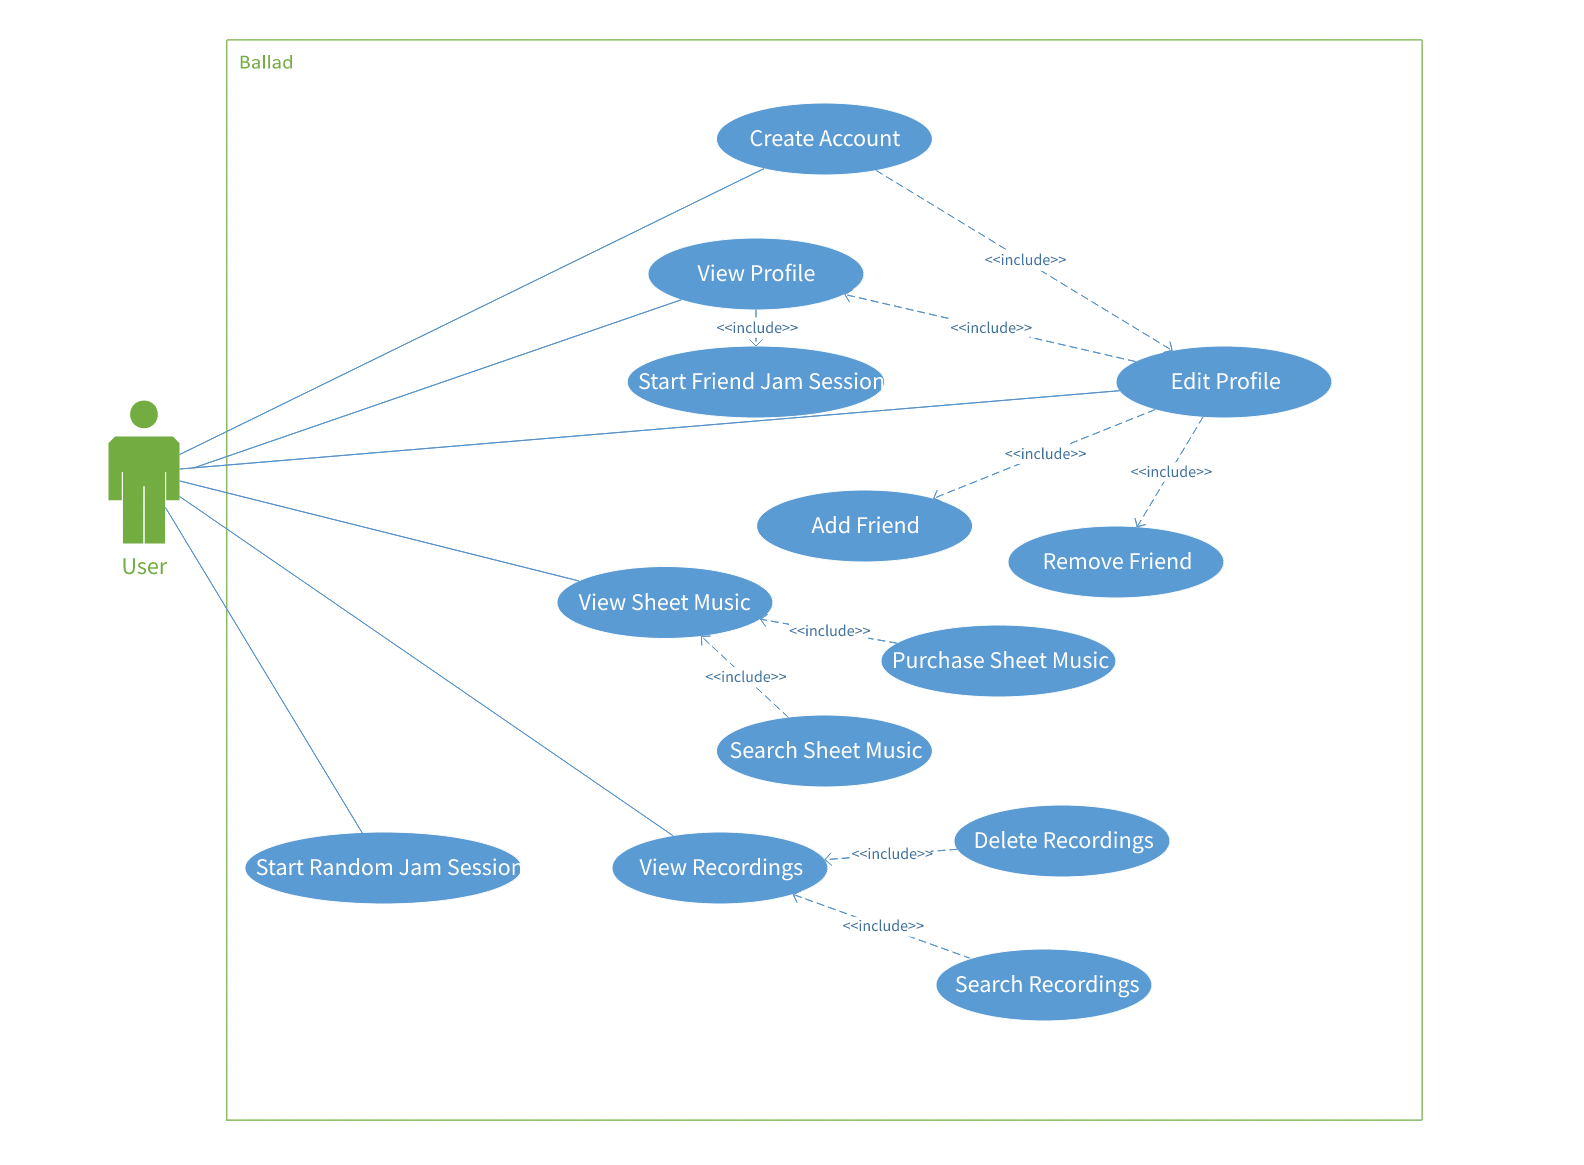 Ballad
Create Account
<<include>>
View Profile
<<include>>
<<include>>
Start Friend Jam Session
Edit Profile
<<include>>
<<include>>
Add Friend
Remove Friend
User
View Sheet Music
<<include>>
Purchase Sheet Music
<<include>>
Search Sheet Music
Delete Recordings
<<include>>
Start Random Jam Session
View Recordings
<<include>>
Search Recordings